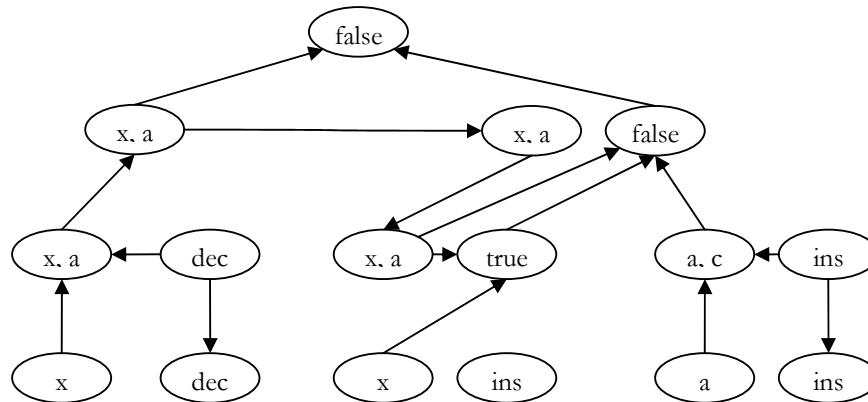 false
x, a
x, a
false
x, a
dec
x, a
true
a, c
ins
x
dec
x
ins
a
ins